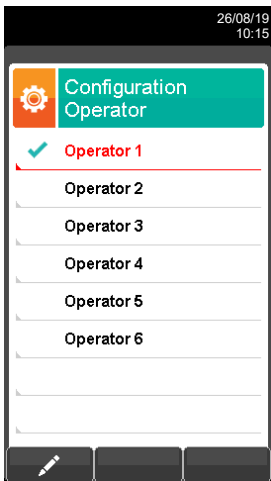 26/08/19
10:15
Configuration
Operator
Operator 1
Operator 2
Operator 3
Operator 4
Operator 5
Operator 6